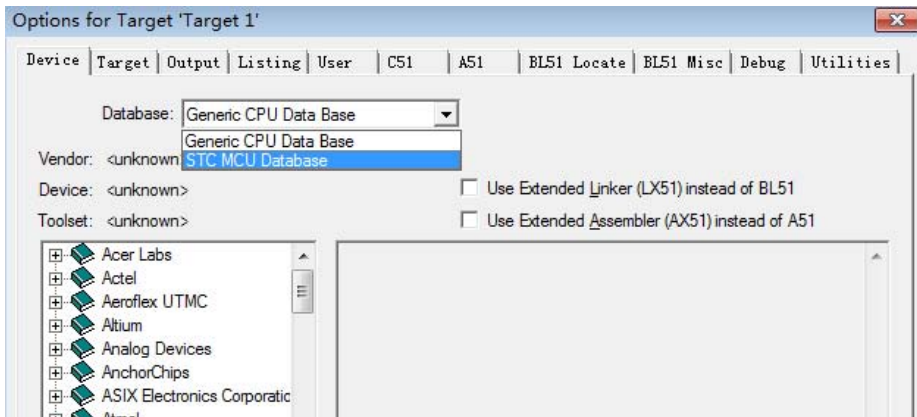 Options for Target 'Target 1'
Device Target Output Listing User C51 A51 BL51 Locate BL51 Misc Debug Utilities
Database: Generic CPU Data Base
Generic CPU Data Base
Vendor: <unknown STC MCU Database
Device: <unknown> Use Extended Linker (LX51) instead of BL51
Toolset: <unknown> Use Extended Assembler (AX51) instead of A51
Acer Labs
Actel
Aeroflex UTMC
Altium
Analog Devices
AnchorChips
ASIX Electronics Corporatic